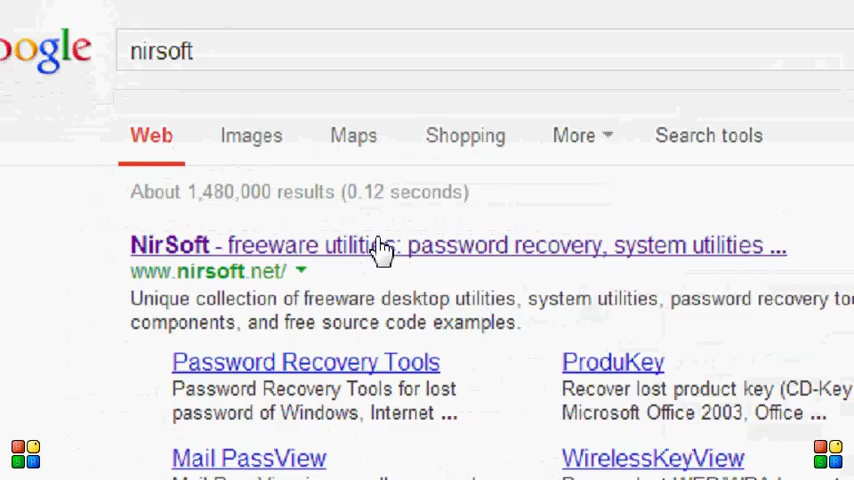 oogle
nirsoft
Web Images Maps Shopping More Search tools
About 1,480,000 results (0.12 seconds)
NirSoft - freeware utilities: password recovery, system utilities ...
www.nirsoft.net/
Unique collection of freeware desktop utilities, system utilities, password recovery to
components, and free source code examples.
Password Recovery Tools
Password Recovery Tools for lost
password of Windows, Internet ...
ProduKey
Recover lost product key (CD-Key
Microsoft Office 2003, Office ...
Mail PassView
WirelessKeyView